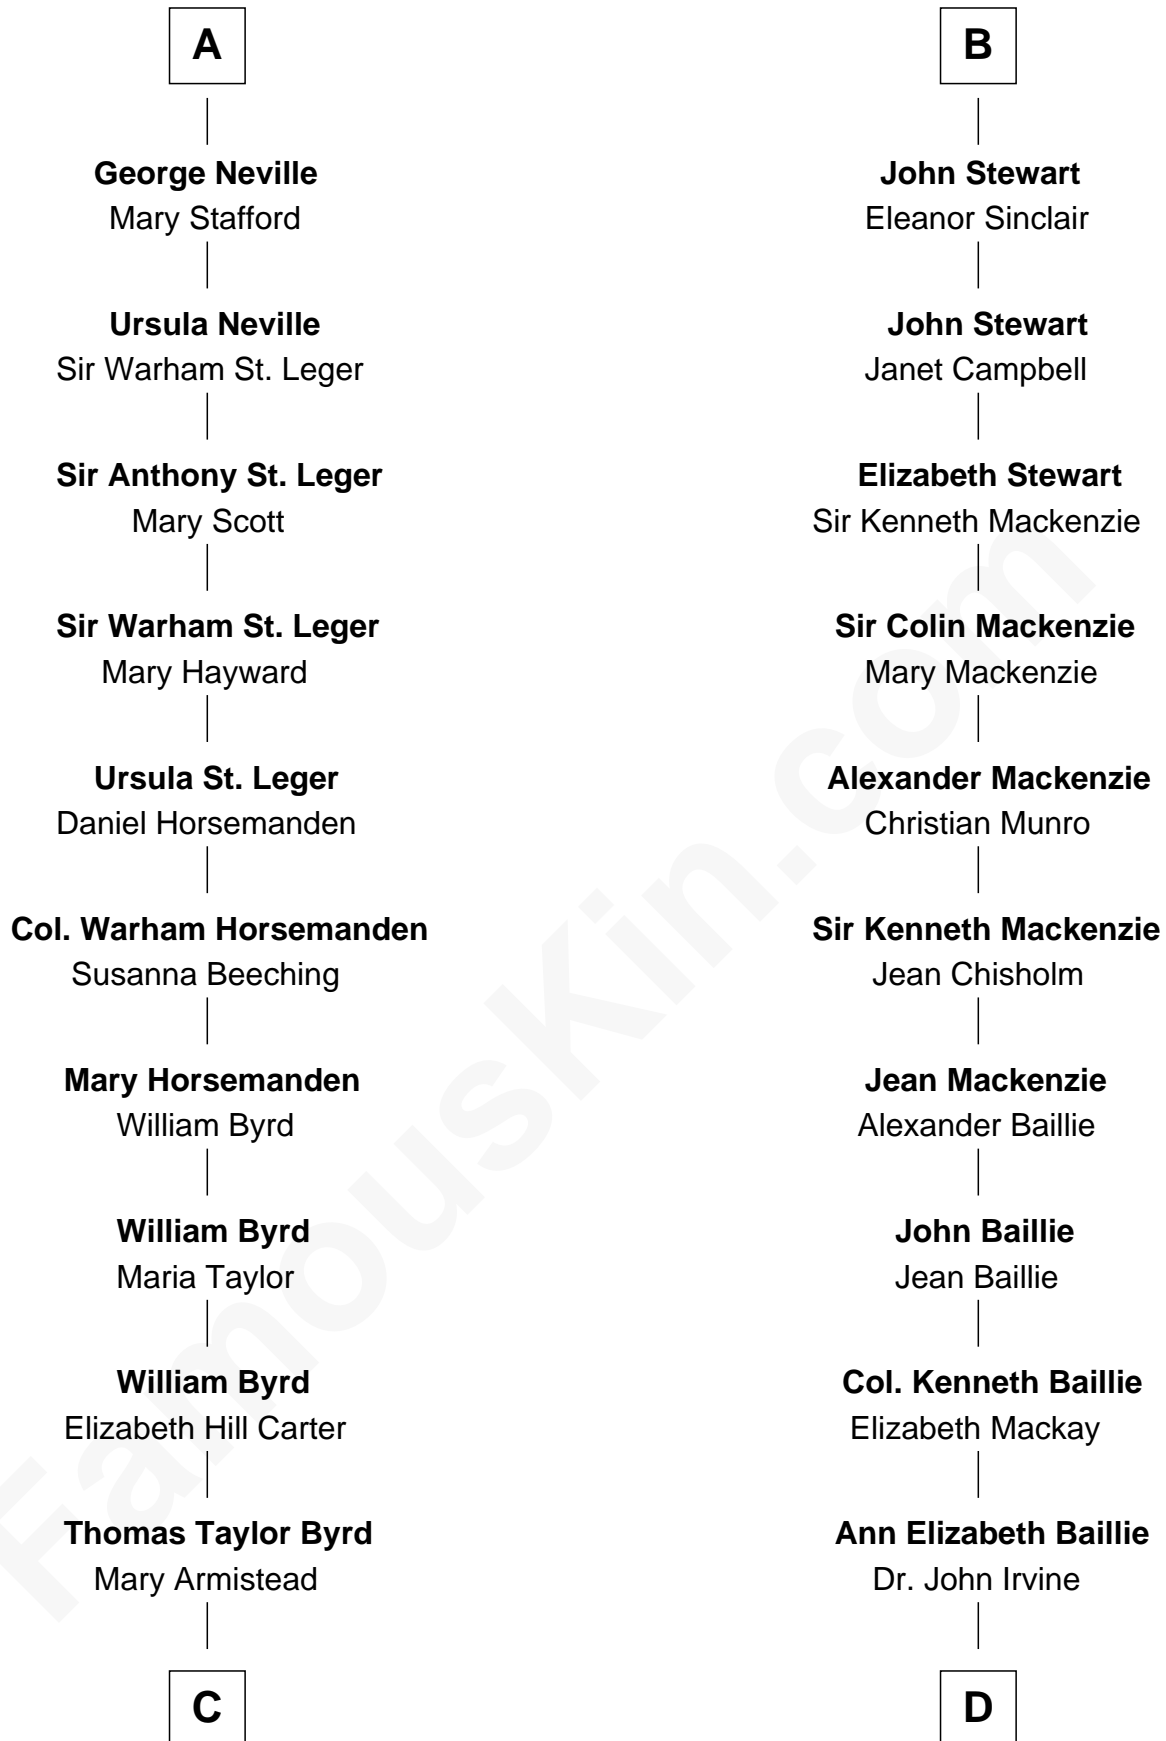 A
George Neville
Mary Stafford
Ursula Neville
Sir Warham St. Leger
Sir Anthony St. Leger
Mary Scott
Sir Warham St. Leger
Mary Hayward
Ursula St. Leger
Daniel Horsemanden
Col. Warham Horsemanden
Susanna Beeching
Mary Horsemanden
William Byrd
William Byrd
Maria Taylor
William Byrd
Elizabeth Hill Carter
Thomas Taylor Byrd
Mary Armistead
C
B
John Stewart
Eleanor Sinclair
John Stewart
Janet Campbell
Elizabeth Stewart
Sir Kenneth Mackenzie
Sir Colin Mackenzie
Mary Mackenzie
Alexander Mackenzie
Christian Munro
Sir Kenneth Mackenzie
Jean Chisholm
Jean Mackenzie
Alexander Baillie
John Baillie
Jean Baillie
Col. Kenneth Baillie
Elizabeth Mackay
Ann Elizabeth Baillie
Dr. John Irvine
D
FamousKin.com